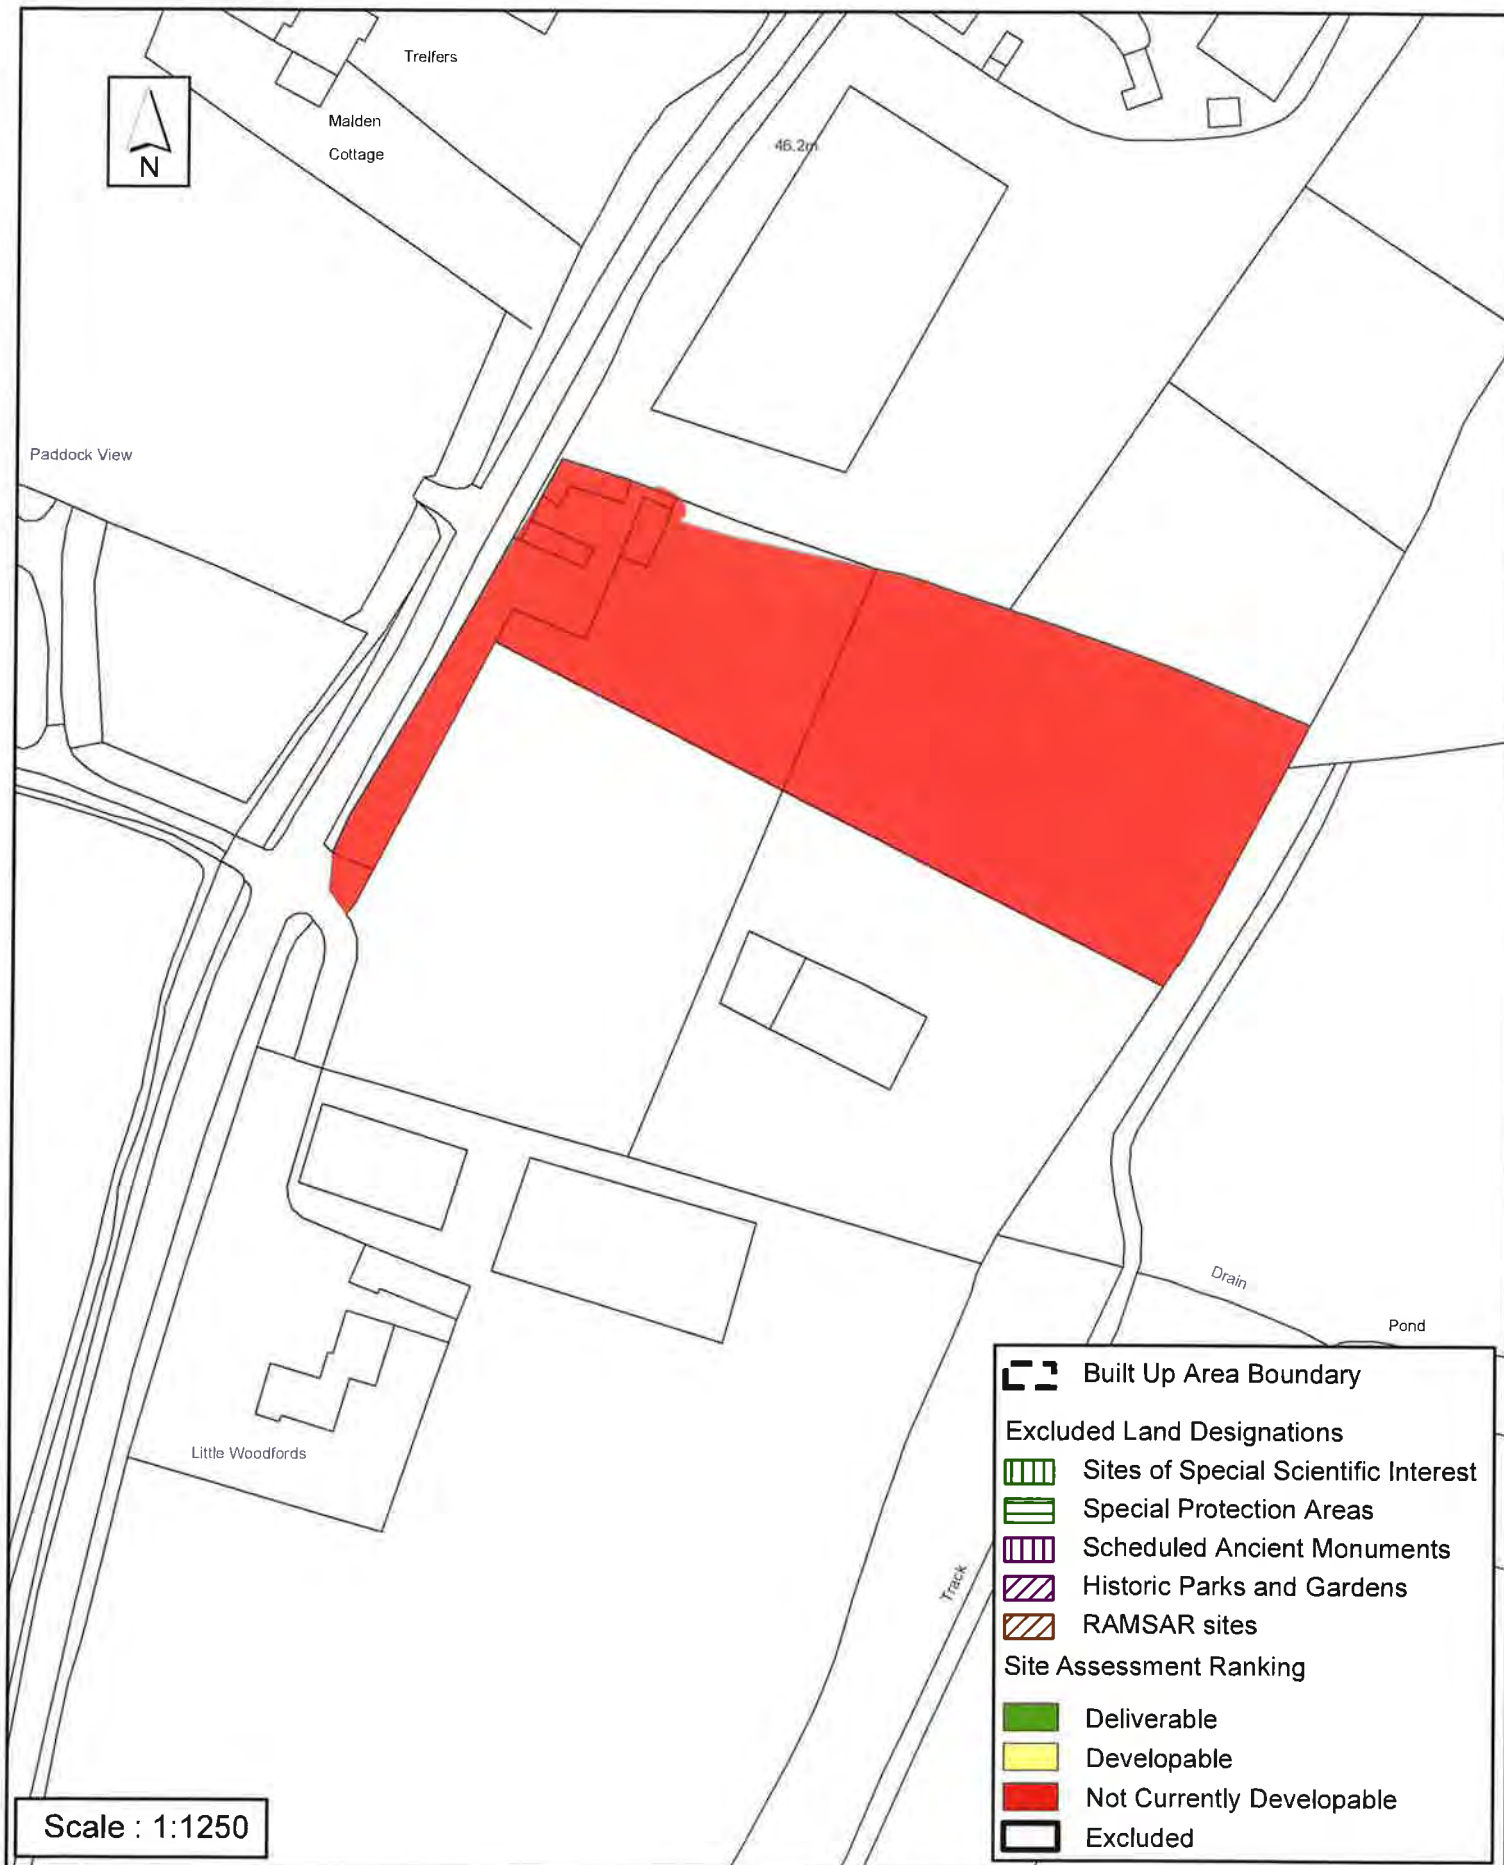 Trelfers
Malden
Cottage
N
46.2m
Paddock View
Drain
Pond
Little Woodfords
Track
Built Up Area Boundary
Excluded Land Designations
Sites of Special Scientific Interest
Special Protection Areas
Scheduled Ancient Monuments
Historic Parks and Gardens
RAMSAR sites
Site Assessment Ranking
Deliverable
Developable
Not Currently Developable
Excluded
Scale : 1:1250